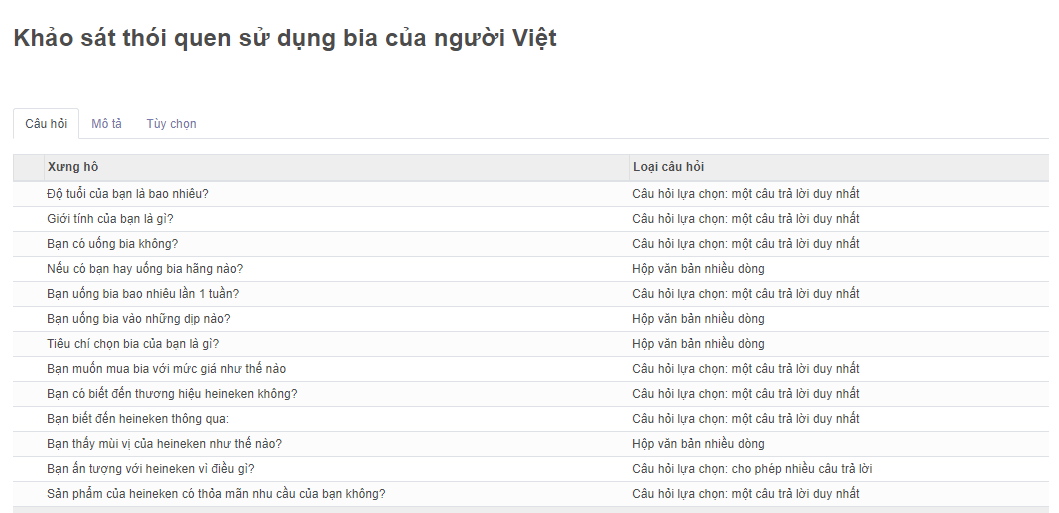 Khảo sát thói quen sử dụng bia của người Việt
Câu hỏi Mô tả Tùy chọn
Xưng hô Loại câu hỏi
Độ tuổi của bạn là bao nhiêu? Câu hỏi lựa chọn: một câu trả lời duy nhất
Giới tính của bạn là gì? Câu hỏi lựa chọn: một câu trả lời duy nhất
Bạn có uống bia không? Câu hỏi lựa chọn: một câu trả lời duy nhất
Nếu có bạn hay uống bia hãng nào? Hộp văn bản nhiều dòng
Bạn uống bia bao nhiêu lần 1 tuần? Câu hỏi lựa chọn: một câu trả lời duy nhất
Bạn uống bia vào những dịp nào? Hộp văn bản nhiều dòng
Tiêu chí chọn bia của bạn là gì? Hộp văn bản nhiều dòng
Bạn muốn mua bia với mức giá như thế nào Câu hỏi lựa chọn: một câu trả lời duy nhất
Bạn có biết đến thương hiệu heineken không? Câu hỏi lựa chọn: một câu trả lời duy nhất
Bạn biết đến heineken thông qua: Câu hỏi lựa chọn: một câu trả lời duy nhất
Bạn thấy mùi vị của heineken như thế nào? Hộp văn bản nhiều dòng
Bạn ấn tượng với heineken vì điều gì? Câu hỏi lựa chọn: cho phép nhiều câu trả lời
Sản phẩm của heineken có thỏa mãn nhu cầu của bạn không? Câu hỏi lựa chọn: một câu trả lời duy nhất